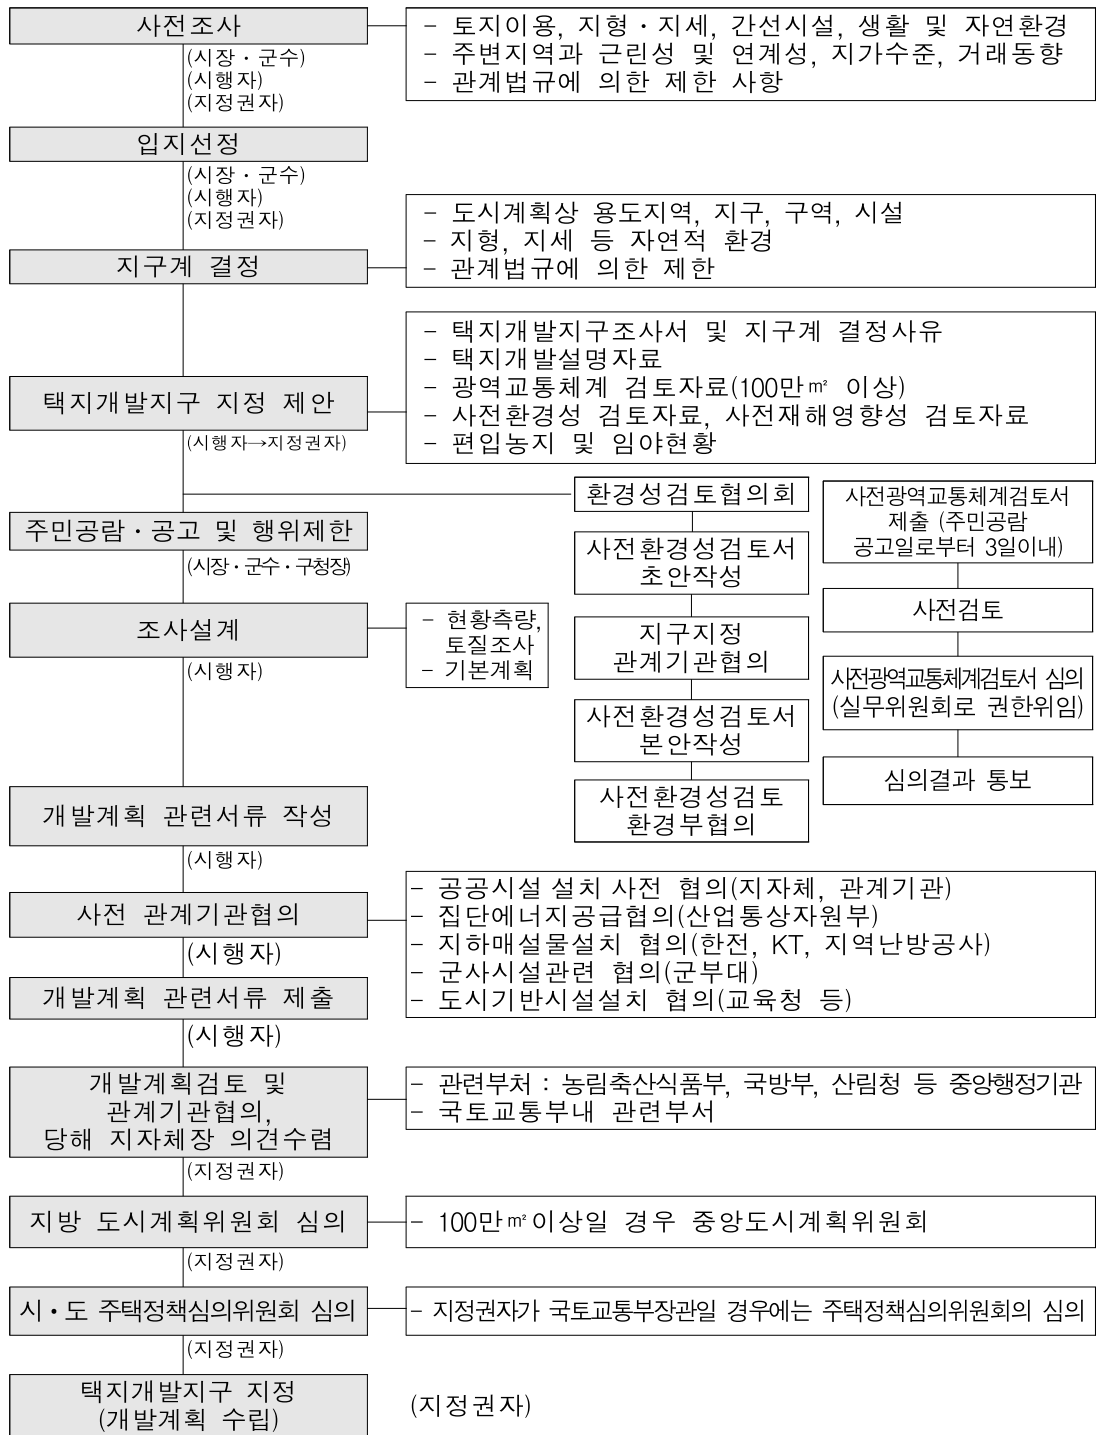 사전조사
- 토지이용, 지형·지세, 간선시설, 생활 및 자연환경
- 주변지역과 근린성 및 연계성, 지가수준, 거래동향
- 관계법규에 의한 제한 사항
(시장·군수)
(시행자)
(지정권자)
입지선정
(시장·군수)
(시행자)
(지정권자)
지구계 결정
- 도시계획상 용도지역, 지구, 구역, 시설
- 지형, 지세 등 자연적 환경
- 관계법규에 의한 제한
택지개발지구 지정 제안
(시행자→지정권자)
- 택지개발지구조사서 및 지구계 결정사유
- 택지개발설명자료
- 광역교통체계 검토자료(100만㎡ 이상)
- 사전환경성 검토자료, 사전재해영향성 검토자료
- 편입농지 및 임야현황
주민공람·공고 및 행위제한
(시장·군수·구청장)
조사설계
(시행자)
- 현황측량,
토질조사
- 기본계획
환경성검토협의회
사전환경성검토서
초안작성
지구지정
관계기관협의
사전환경성검토서
본안작성
사전환경성검토
환경부협의
사전광역교통체계검토서
제출 (주민공람
공고일로부터 3일이내)
사전검토
사전광역교통체계검토서 심의
(실무위원회로 권한위임)
심의결과 통보
개발계획 관련서류 작성
(시행자)
사전 관계기관협의
(시행자)
- 공공시설 설치 사전 협의(지자체, 관계기관)
- 집단에너지공급협의(산업통상자원부)
- 지하매설물설치 협의(한전, KT, 지역난방공사)
- 군사시설관련 협의(군부대)
- 도시기반시설설치 협의(교육청 등)
개발계획 관련서류 제출
(시행자)
개발계획검토 및
관계기관협의,
당해 지자체장 의견수렴
(지정권자)
- 관련부처 : 농림축산식품부, 국방부, 산림청 등 중앙행정기관
- 국토교통부내 관련부서
지방 도시계획위원회 심의
(지정권자)
- 100만㎡이상일 경우 중앙도시계획위원회
시·도 주택정책심의위원회 심의
(지정권자)
- 지정권자가 국토교통부장관일 경우에는 주택정책심의위원회의 심의
택지개발지구 지정
(개발계획 수립)
(지정권자)